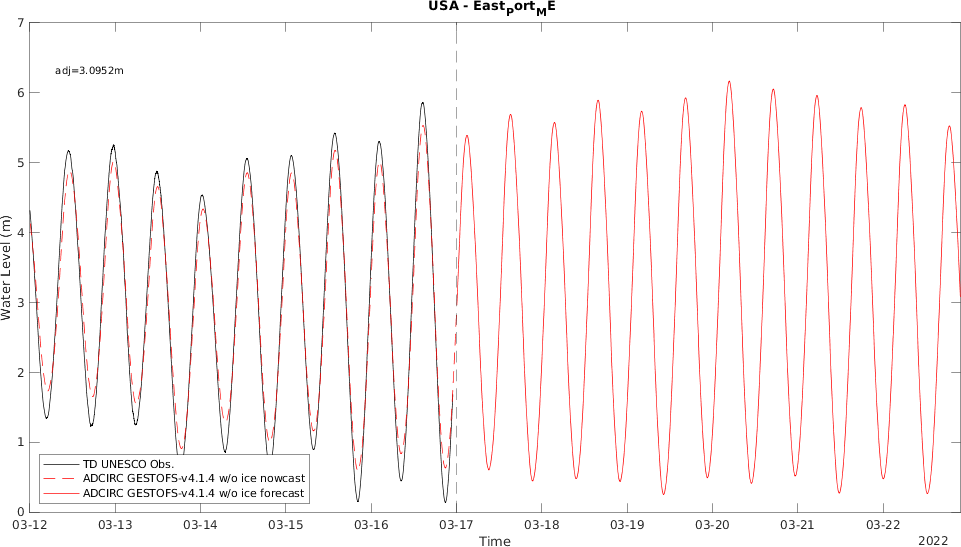 USA - EastPortME
7
adj=3.0952m
6
5
4
3
2
1
0
Water Level (m)
TD UNESCO Obs.
ADCIRC GESTOFS-v4.1.4 w/o ice nowcast
ADCIRC GESTOFS-v4.1.4 w/o ice forecast
03-12 03-13 03-14 03-15 03-16 03-17 03-18 03-19 03-20 03-21 03-22
Time
2022